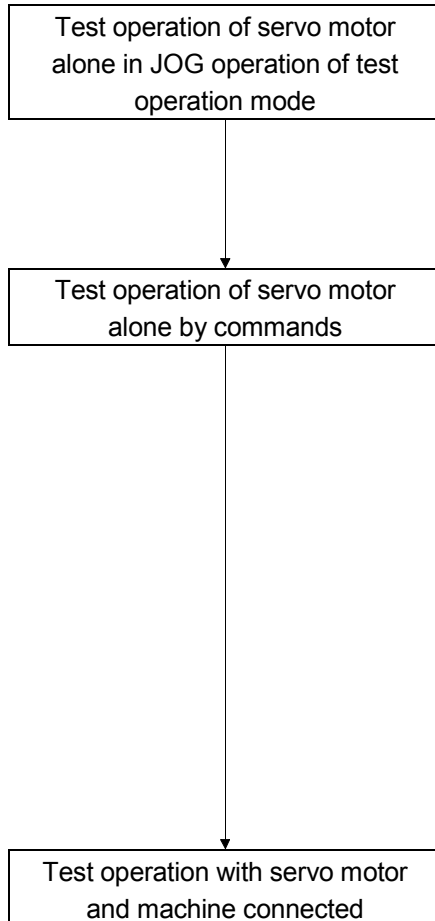 Test operation of servo motor
alone in JOG operation of test
operation mode
Test operation of servo motor
alone by commands
Test operation with servo motor
and machine connected